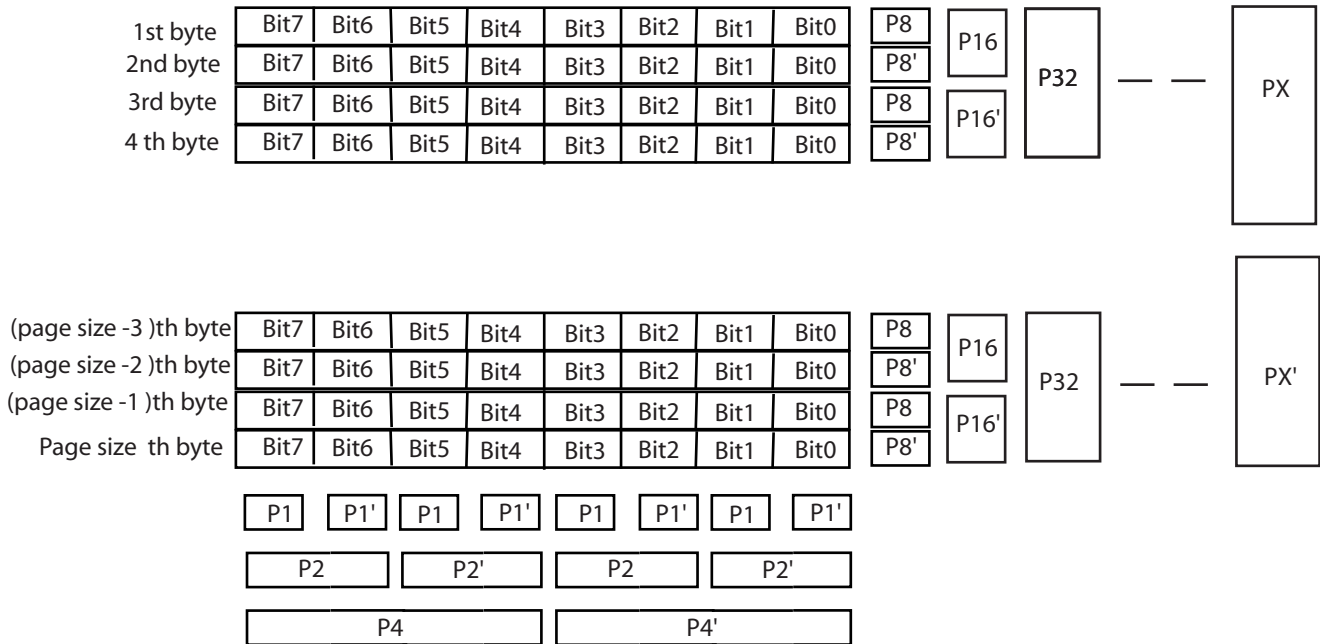 1st byte Bit7 Bit6 Bit5 Bit4 Bit3 Bit2 Bit1 Bit0 P8 P16 P32 — — PX
2nd byte Bit7 Bit6 Bit5 Bit4 Bit3 Bit2 Bit1 Bit0 P8'
3rd byte Bit7 Bit6 Bit5 Bit4 Bit3 Bit2 Bit1 Bit0 P8 P16'
4 th byte Bit7 Bit6 Bit5 Bit4 Bit3 Bit2 Bit1 Bit0 P8'
(page size -3 )th byte Bit7 Bit6 Bit5 Bit4 Bit3 Bit2 Bit1 Bit0 P8 P16 P32 — — PX'
(page size -2 )th byte Bit7 Bit6 Bit5 Bit4 Bit3 Bit2 Bit1 Bit0 P8'
(page size -1 )th byte Bit7 Bit6 Bit5 Bit4 Bit3 Bit2 Bit1 Bit0 P8 P16'
Page size th byte Bit7 Bit6 Bit5 Bit4 Bit3 Bit2 Bit1 Bit0 P8'
P1 P1' P1 P1' P1 P1' P1 P1'
P2 P2' P2 P2'
P4 P4'